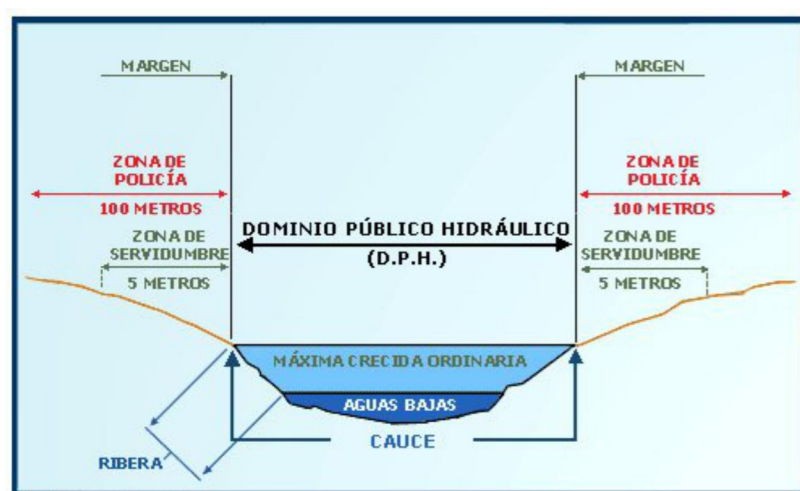 MARGEN
MARGEN
ZONA DE
POLICÍA
100 METROS
ZONA DE
POLICÍA
100 METROS
DOMINIO PÚBLICO HIDRÁULICO
(D.P.H.)
ZONA DE
SERVIDUMBRE
5 METROS
ZONA DE
SERVIDUMBRE
5 METROS
MÁXIMA CRECIDA ORDINARIA
AGUAS BAJAS
CAUCE
RIBERA